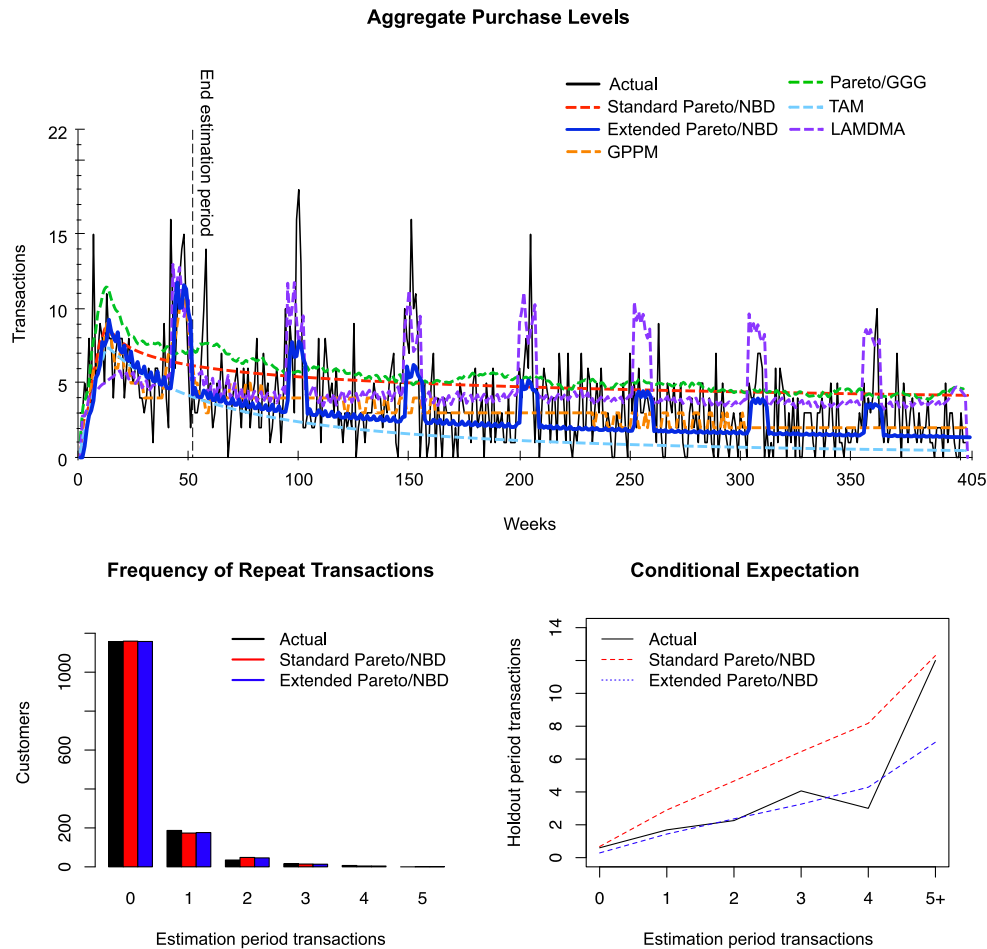 Aggregate Purchase Levels
Actual
Standard Pareto/NBD
Extended Pareto/NBD
GPPM
Pareto/GGG
TAM
LAMDMA
End estimation period
Transactions
22
15
10
5
0
0 50 100 150 200 250 300 350 405
Weeks
Frequency of Repeat Transactions
Actual
Standard Pareto/NBD
Extended Pareto/NBD
Customers
1000
600
200
0
0 1 2 3 4 5
Estimation period transactions
Conditional Expectation
Actual
Standard Pareto/NBD
Extended Pareto/NBD
Holdout period transactions
14
12
10
8
6
4
2
0
0 1 2 3 4 5+
Estimation period transactions